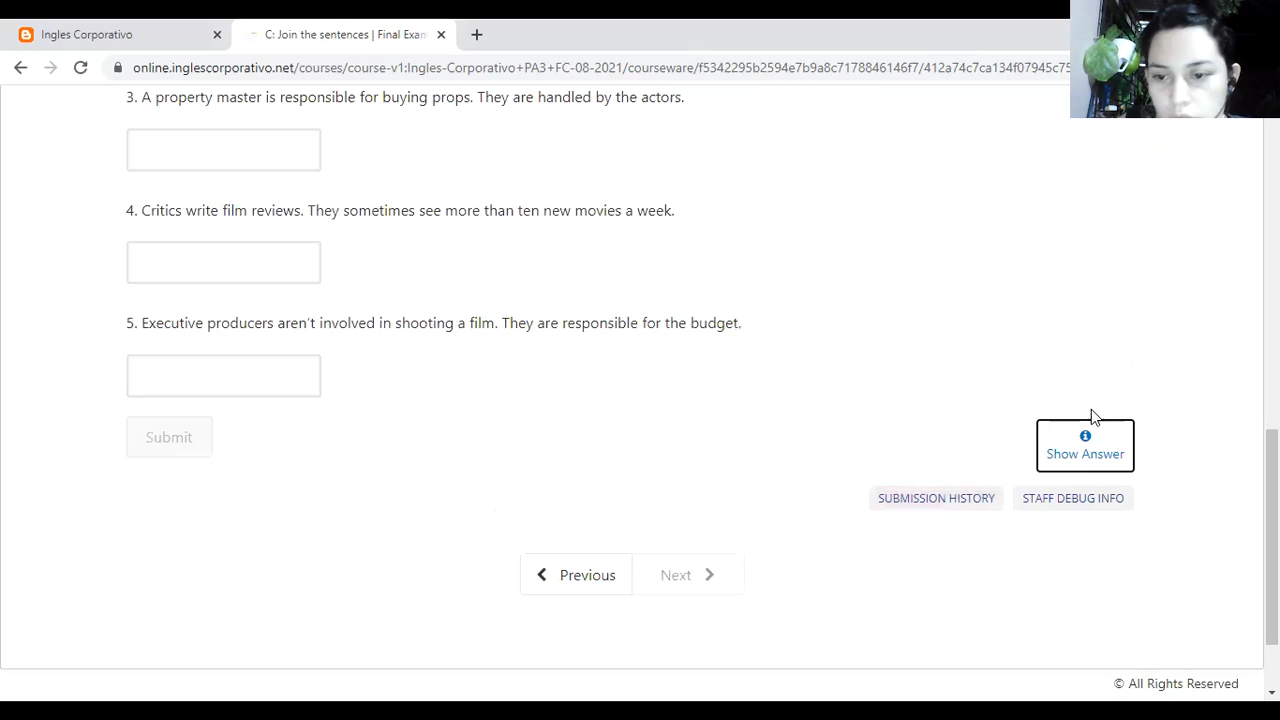 Ingles Corporativo
C: Join the sentences | Final Exam
online.inglescorporativo.net/courses/course-v1:Ingles-Corporativo+PA3+FC-08-2021/courseware/f5342295b2594e7b9a8c7178846146f7/412a74c7ca134f07945c75
3. A property master is responsible for buying props. They are handled by the actors.
4. Critics write film reviews. They sometimes see more than ten new movies a week.
5. Executive producers aren't involved in shooting a film. They are responsible for the budget.
Submit
Show Answer
SUBMISSION HISTORY
STAFF DEBUG INFO
Previous
Next
© All Rights Reserved